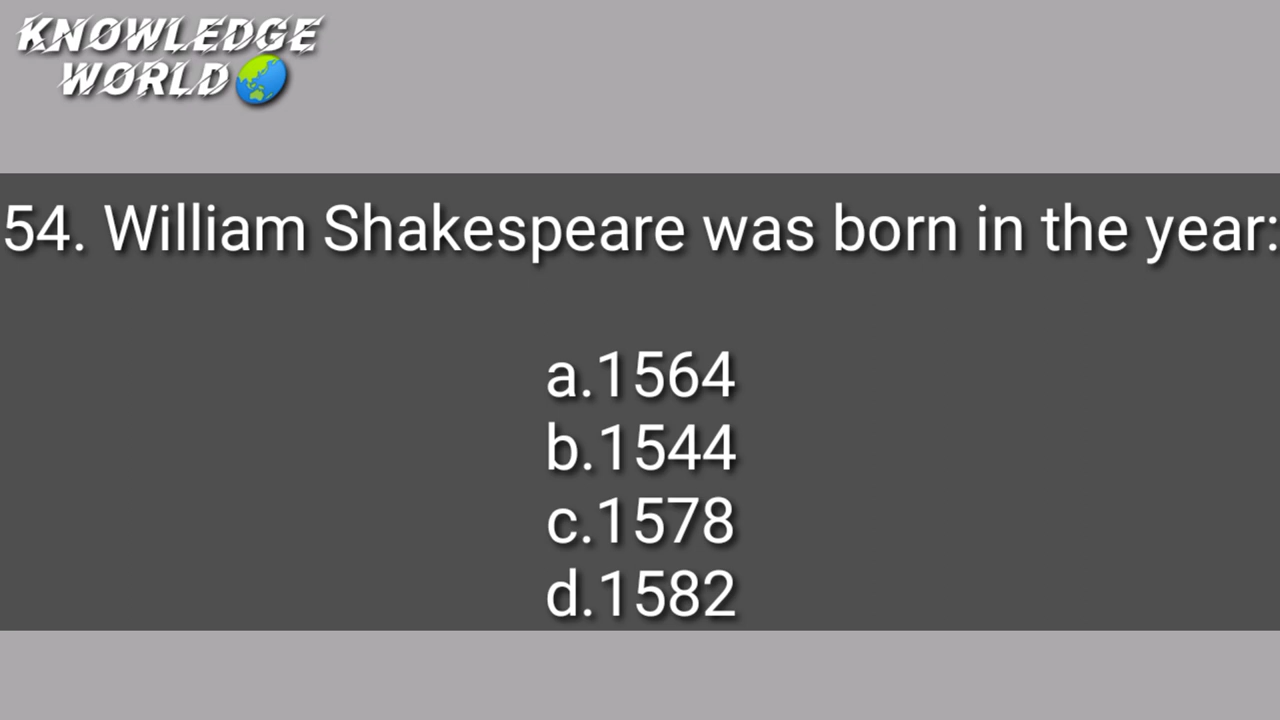 KNOWLEDGE
WORLD
54. William Shakespeare was born in the year:
a.1564
b.1544
c.1578
d.1582